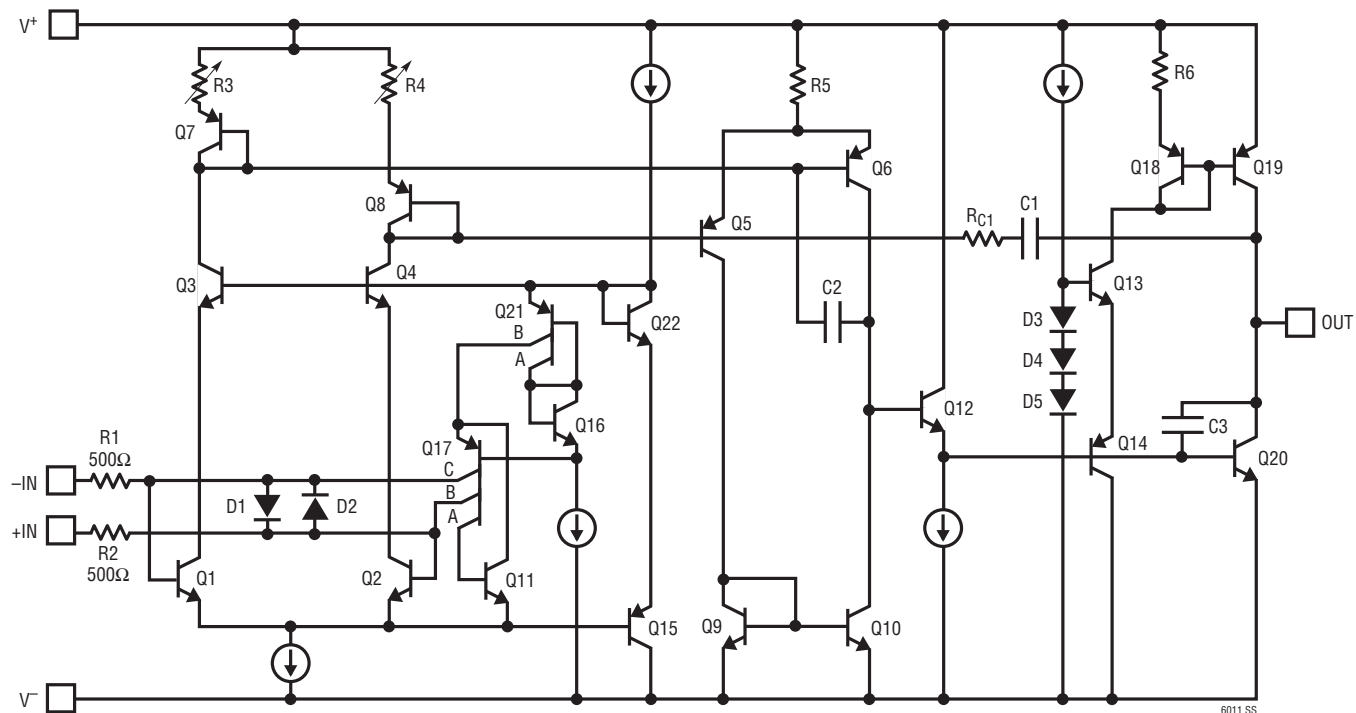 V+
R3
R4
R5
R6
Q7
Q6
Q18
Q19
Q8
Q5
RC1
C1
Q3
Q4
Q21
B
A
Q22
C2
Q13
D3
D4
D5
OUT
Q16
Q12
Q17
C
B
A
Q14
C3
Q20
R1
500Ω
–IN
D1
D2
+IN
R2
500Ω
Q1
Q2
Q11
Q15
Q9
Q10
V–
6011 SS